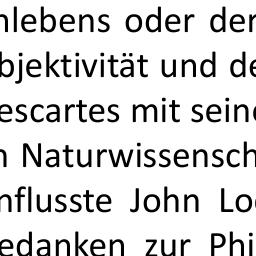 nlebens oder der
bjektivität und de
escartes mit seine
n Naturwissensch
nflusste John Lo
edanken zur Phi